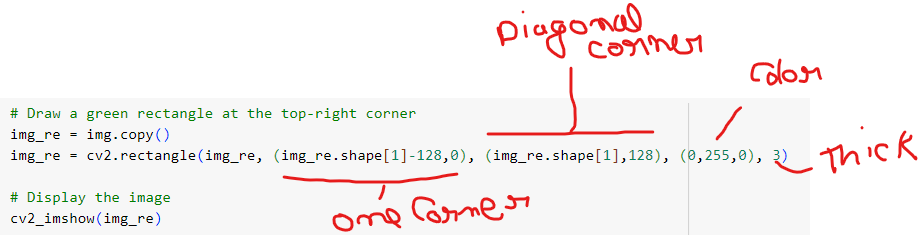 Diagonal
corner
Color
# Draw a green rectangle at the top-right corner
img_re = img.copy()
img_re = cv2.rectangle(img_re, (img_re.shape[1]-128,0), (img_re.shape[1],128), (0,255,0), 3)
Thick
# Display the image
cv2_imshow(img_re)
one Corner